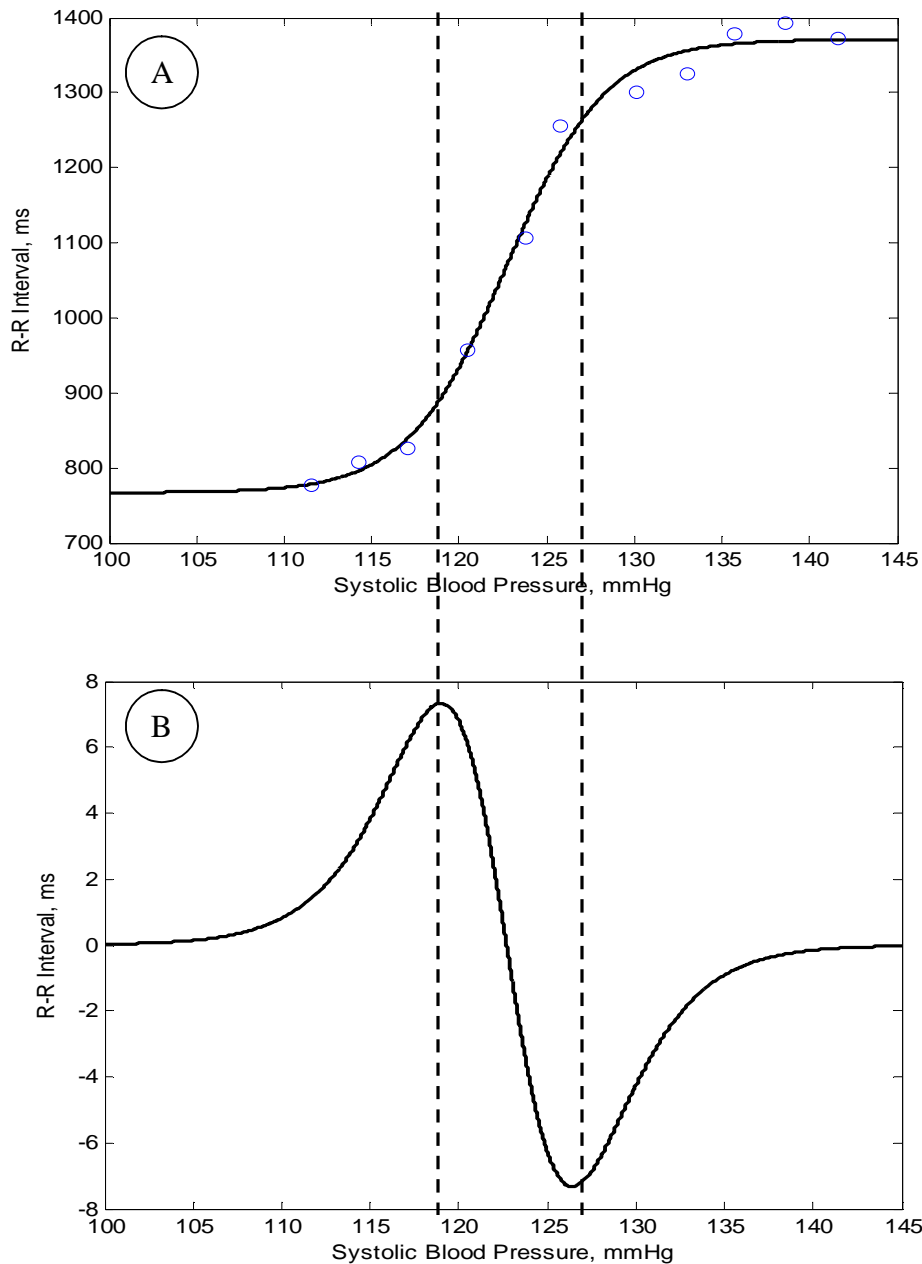 A
1400
1300
1200
1100
1000
900
800
700
R-R Interval, ms
100 105 110 115 120 125 130 135 140 145
Systolic Blood Pressure, mmHg
B
8
6
4
2
0
-2
-4
-6
-8
R-R Interval, ms
100 105 110 115 120 125 130 135 140 145
Systolic Blood Pressure, mmHg